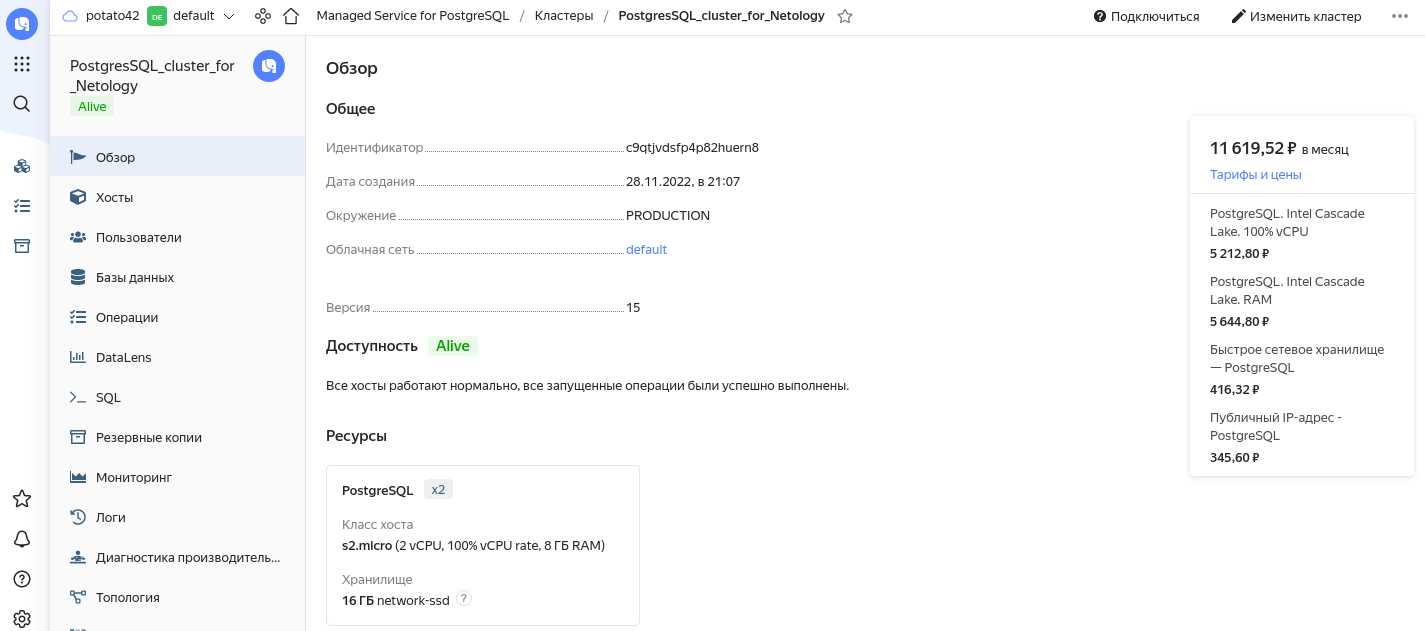 potato42 DE default Managed Service for PostgreSQL / Кластеры / PostgresSQL_cluster_for_Netology Подключиться Изменить кластер
PostgresSQL_cluster_for
_Netology
Alive
Обзор
Хосты
Пользователи
Базы данных
Операции
DataLens
SQL
Резервные копии
Мониторинг
Логи
Диагностика производитель...
Топология
Обзор
Общее
Идентификатор c9qtjvdsfp4p82huern8
Дата создания 28.11.2022, в 21:07
Окружение PRODUCTION
Облачная сеть default
Версия 15
Доступность Alive
Все хосты работают нормально, все запущенные операции были успешно выполнены.
Ресурсы
PostgreSQL x2
Класс хоста
s2.micro (2 vCPU, 100% vCPU rate, 8 ГБ RAM)
Хранилище
16 ГБ network-ssd ?
11 619,52 ₽ в месяц
Тарифы и цены
PostgreSQL. Intel Cascade
Lake. 100% vCPU
5 212,80 ₽
PostgreSQL. Intel Cascade
Lake. RAM
5 644,80 ₽
Быстрое сетевое хранилище
— PostgreSQL
416,32 ₽
Публичный IP-адрес -
PostgreSQL
345,60 ₽